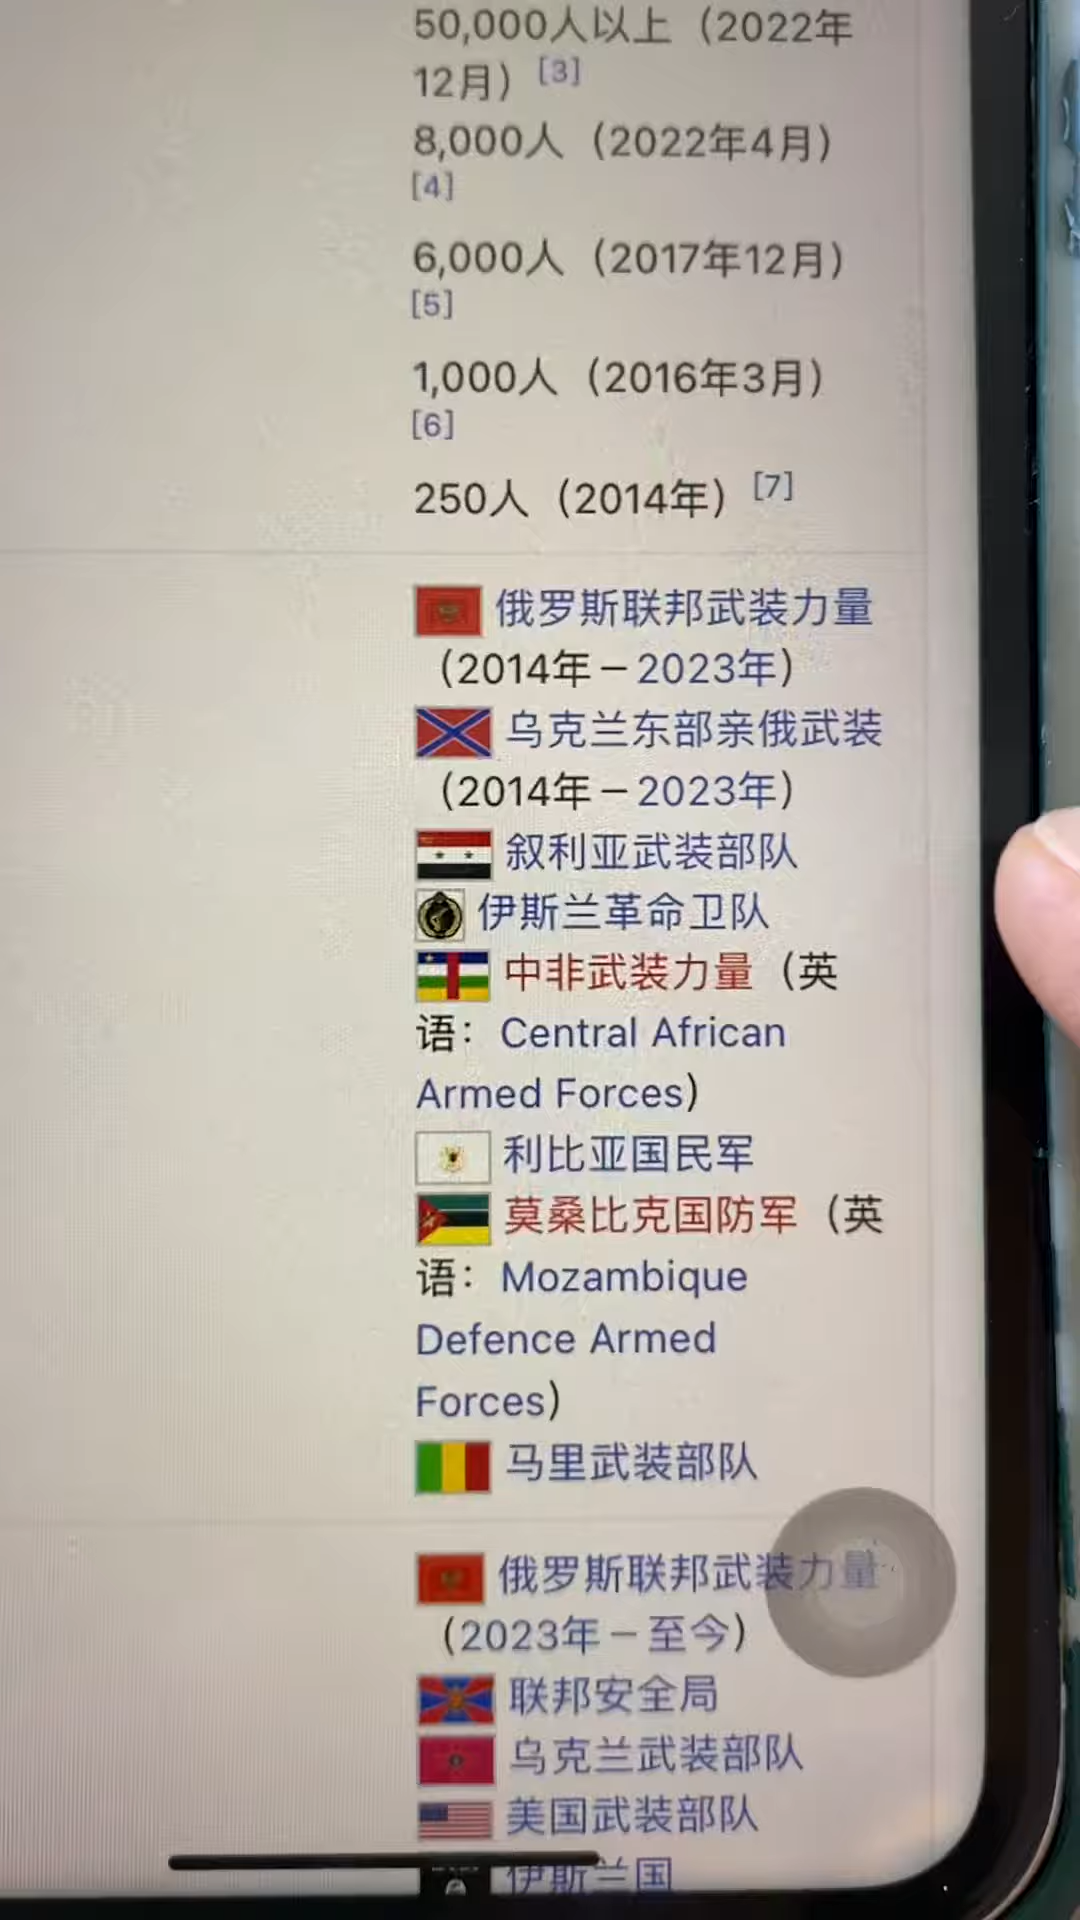 50,000人以上（2022年
12月）[3]
8,000人（2022年4月）
[4]
6,000人（2017年12月）
[5]
1,000人（2016年3月）
[6]
250人（2014年）[7]
俄罗斯联邦武装力量
（2014年－2023年）
乌克兰东部亲俄武装
（2014年－2023年）
叙利亚武装部队
伊斯兰革命卫队
中非武装力量（英
语：Central African
Armed Forces）
利比亚国民军
莫桑比克国防军（英
语：Mozambique
Defence Armed
Forces）
马里武装部队
俄罗斯联邦武装力量
（2023年－至今）
联邦安全局
乌克兰武装部队
美国武装部队
伊斯兰国